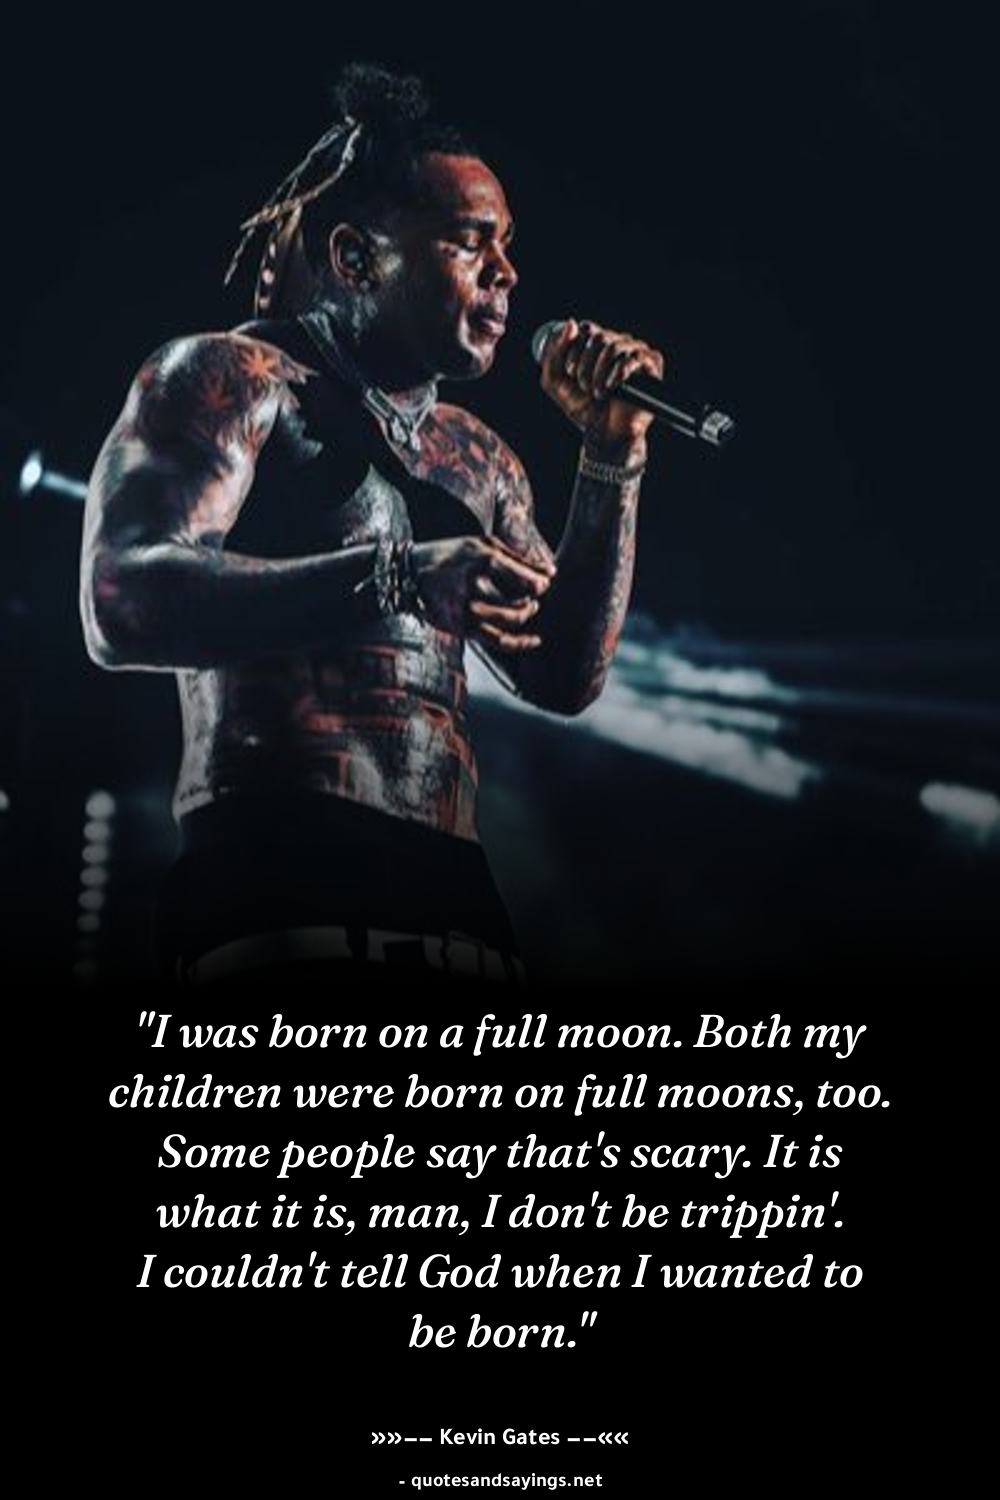 "I was born on a full moon. Both my
children were born on full moons, too.
Some people say that's scary. It is
what it is, man, I don't be trippin'.
I couldn't tell God when I wanted to
be born."
»»−− Kevin Gates −−««
- quotesandsayings.net